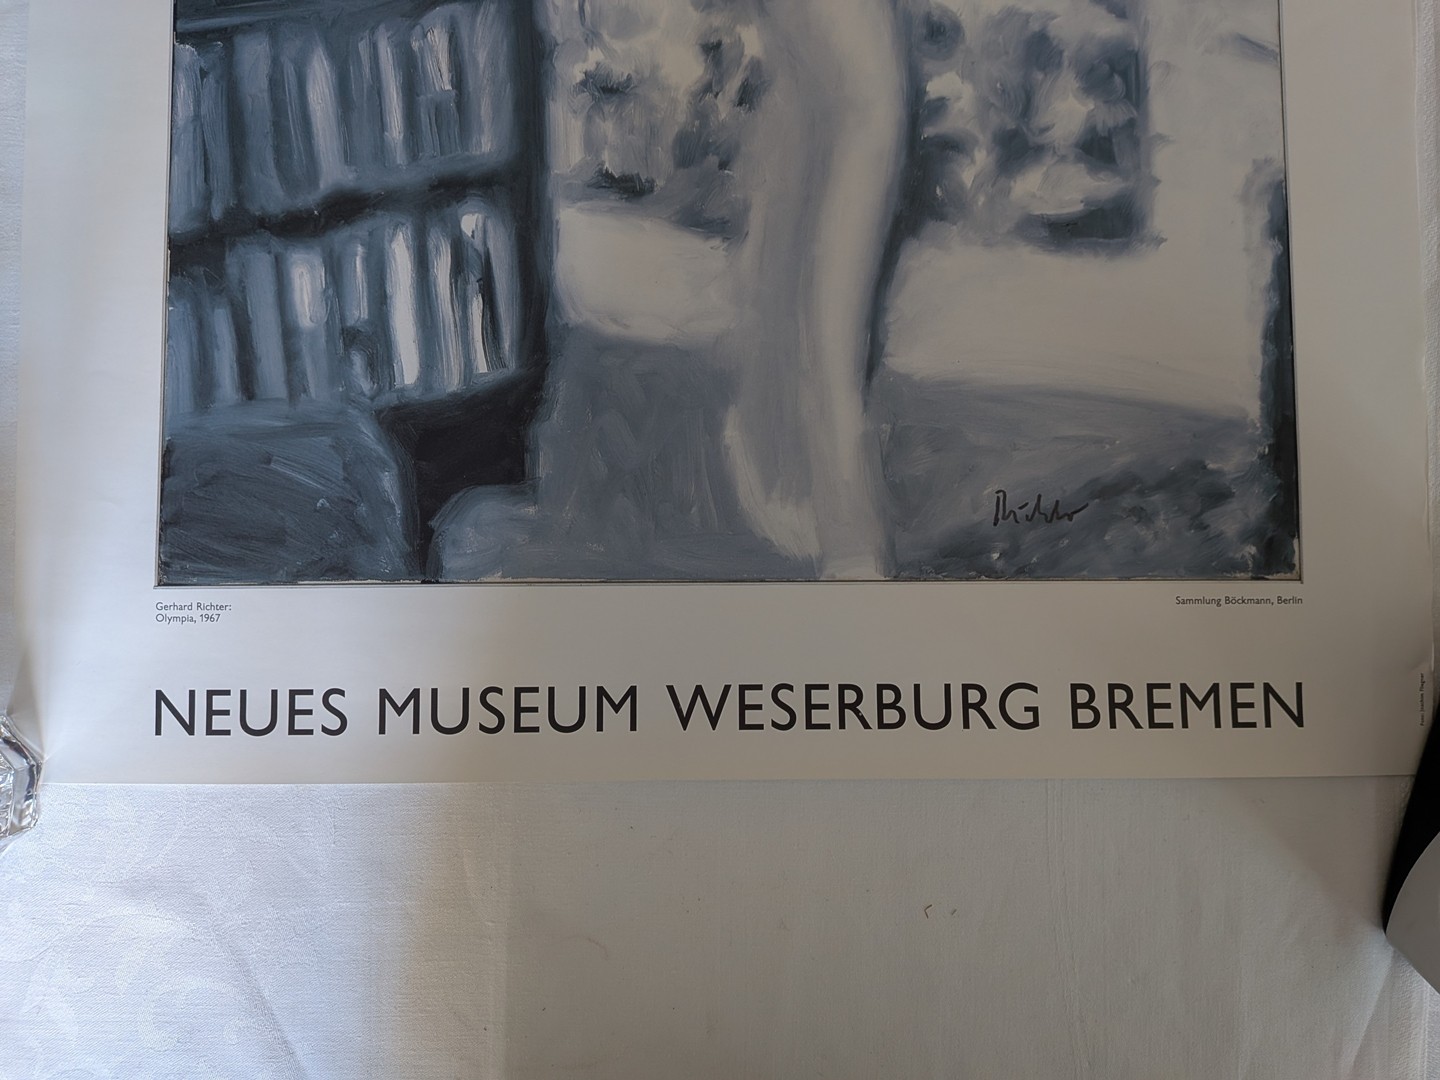 Richter
Gerhard Richter:
Olympia, 1967
Sammlung Böckmann, Berlin
NEUES MUSEUM WESERBURG BREMEN